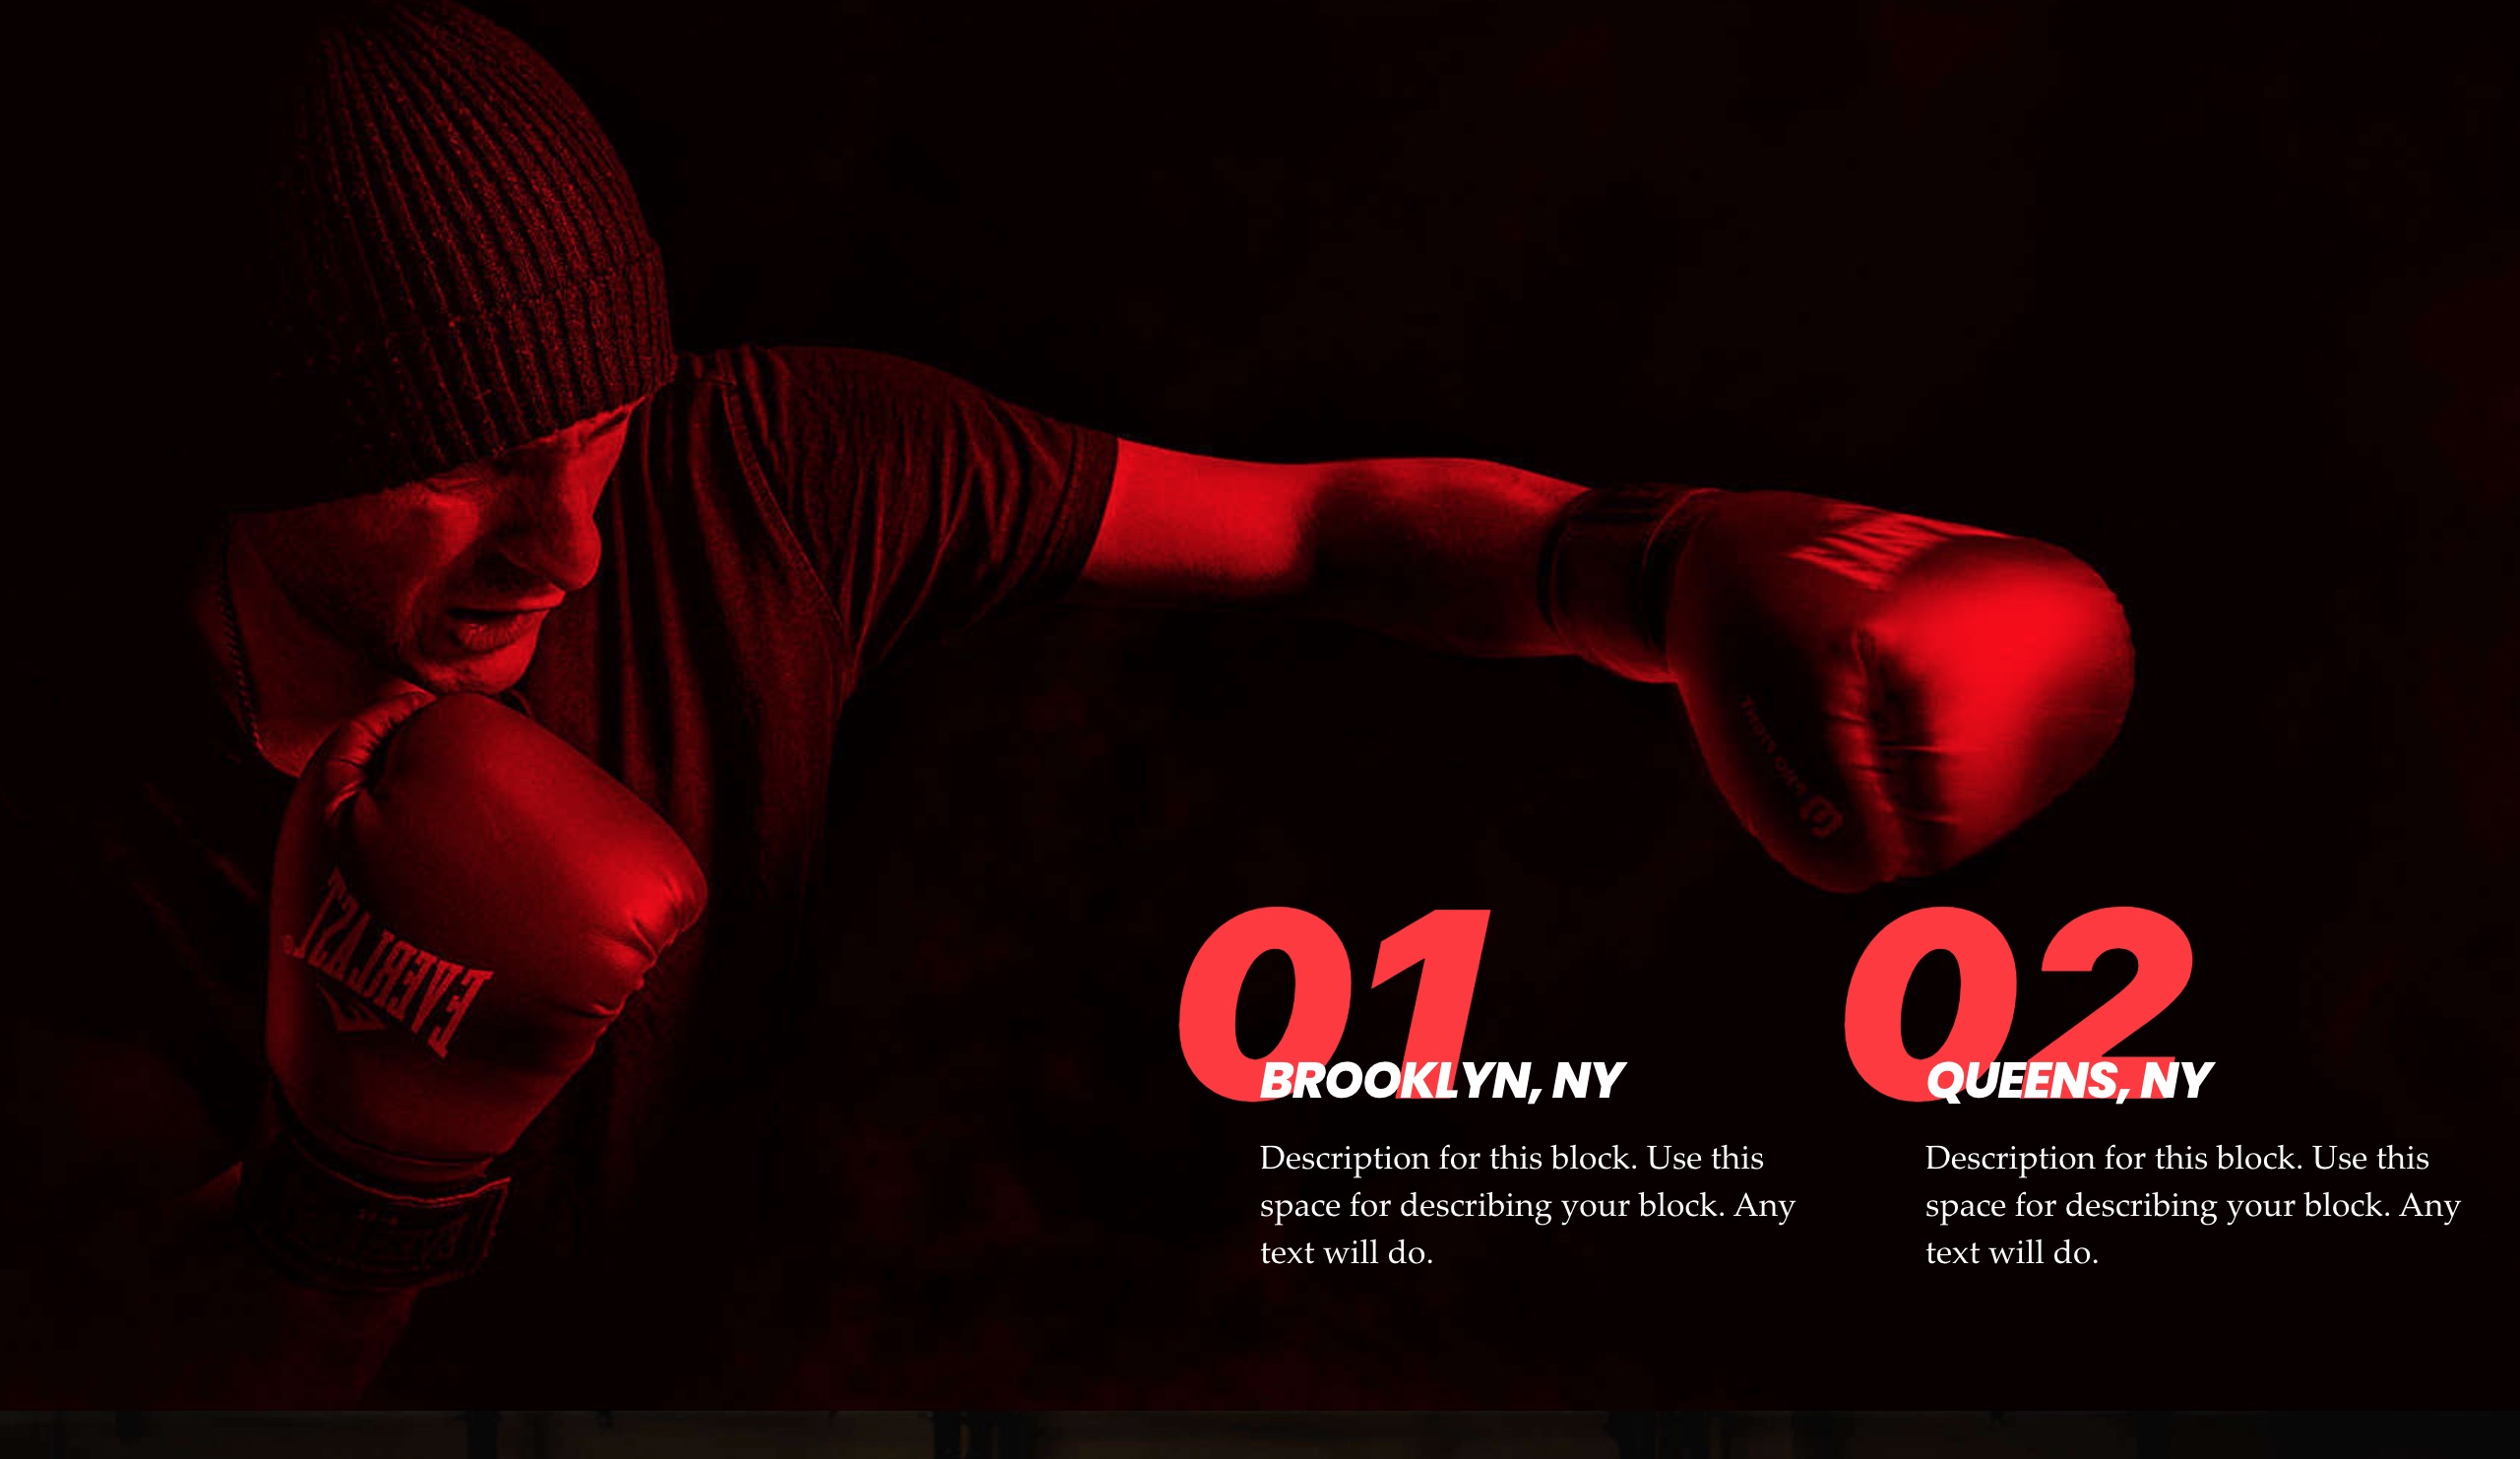 EVERLAST
01
BROOKLYN, NY
Description for this block. Use this
space for describing your block. Any
text will do.
02
QUEENS, NY
Description for this block. Use this
space for describing your block. Any
text will do.